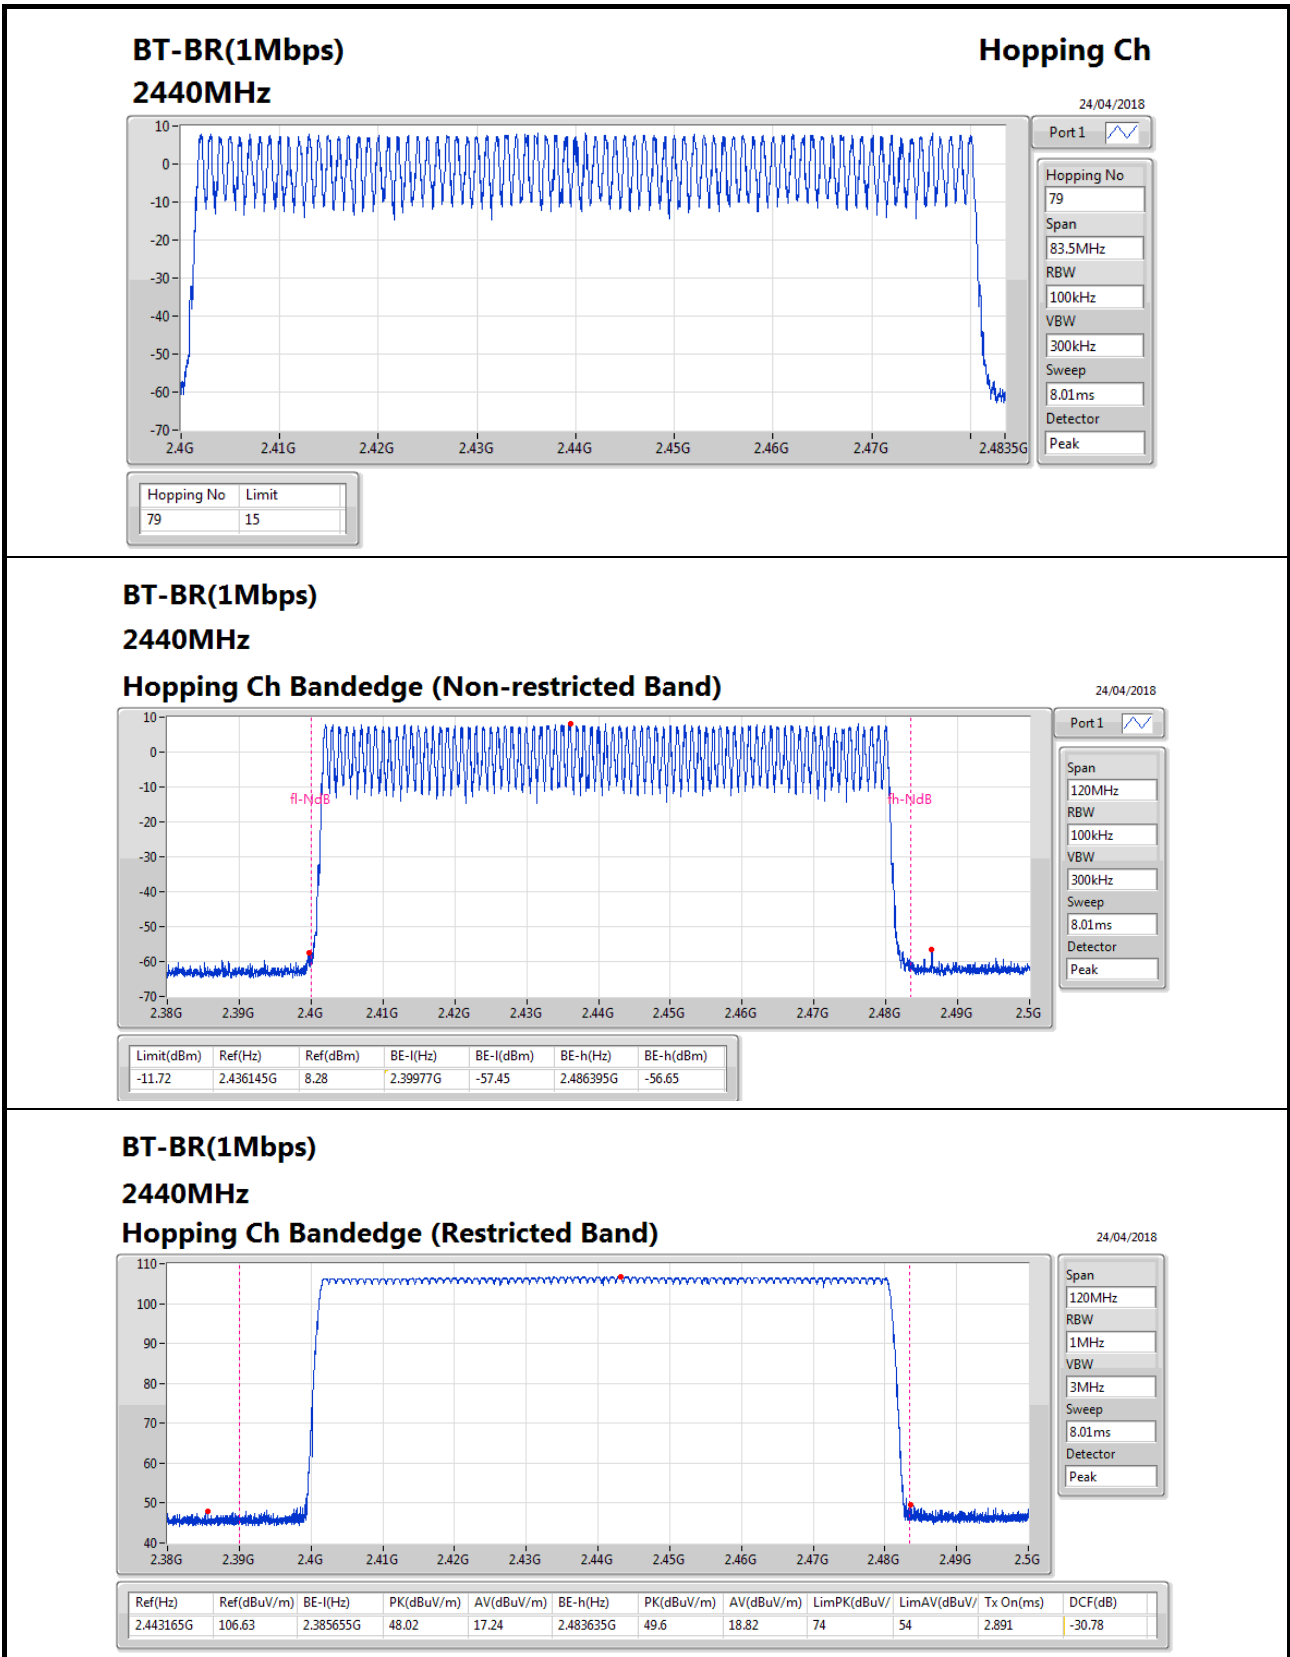 BT-BR(1Mbps) Hopping Ch
2440MHz
24/04/2018
Port 1
10
0
-10
-20
-30
-40
-50
-60
-70
2.4G 2.41G 2.42G 2.43G 2.44G 2.45G 2.46G 2.47G 2.4835G
Hopping No
79
Span
83.5MHz
RBW
100kHz
VBW
300kHz
Sweep
8.01ms
Detector
Peak
Hopping No Limit
79 15
BT-BR(1Mbps)
2440MHz
Hopping Ch Bandedge (Non-restricted Band)
24/04/2018
Port 1
10
0
-10
fl-NdB fh-NdB
-20
-30
-40
-50
-60
-70
2.38G 2.39G 2.4G 2.41G 2.42G 2.43G 2.44G 2.45G 2.46G 2.47G 2.48G 2.49G 2.5G
Span
120MHz
RBW
100kHz
VBW
300kHz
Sweep
8.01ms
Detector
Peak
Limit(dBm) Ref(Hz) Ref(dBm) BE-l(Hz) BE-l(dBm) BE-h(Hz) BE-h(dBm)
-11.72 2.436145G 8.28 2.39977G -57.45 2.486395G -56.65
BT-BR(1Mbps)
2440MHz
Hopping Ch Bandedge (Restricted Band)
24/04/2018
110
100
90
80
70
60
50
40
2.38G 2.39G 2.4G 2.41G 2.42G 2.43G 2.44G 2.45G 2.46G 2.47G 2.48G 2.49G 2.5G
Span
120MHz
RBW
1MHz
VBW
3MHz
Sweep
8.01ms
Detector
Peak
Ref(Hz) Ref(dBuV/m) BE-l(Hz) PK(dBuV/m) AV(dBuV/m) BE-h(Hz) PK(dBuV/m) AV(dBuV/m) LimPK(dBuV/ LimAV(dBuV/ Tx On(ms) DCF(dB)
2.443165G 106.63 2.385655G 48.02 17.24 2.483635G 49.6 18.82 74 54 2.891 -30.78